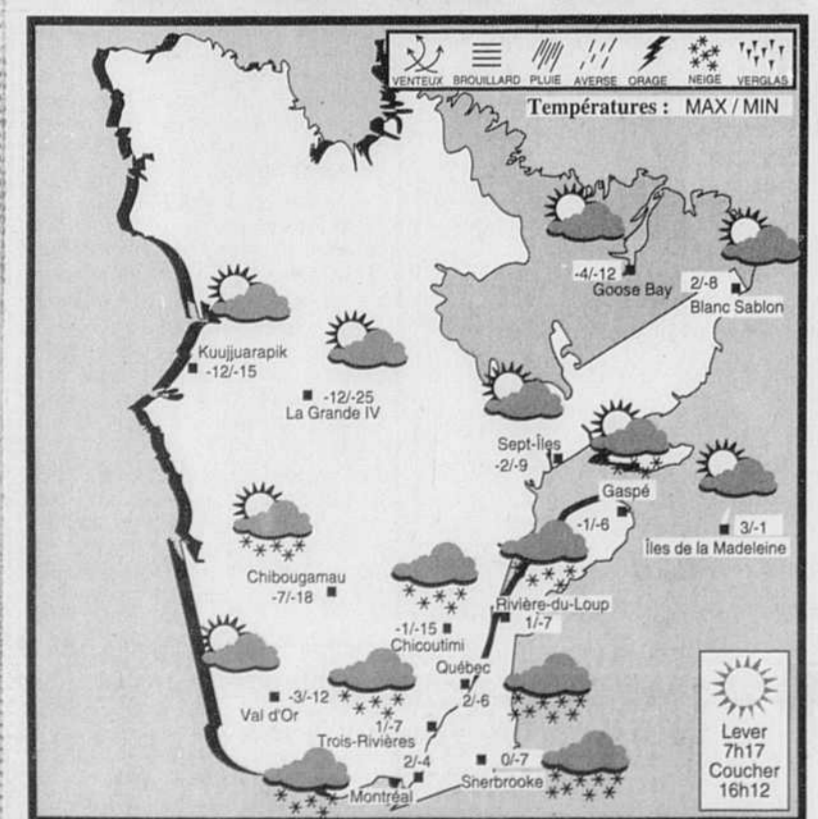 VENTEUX BROUILLARD PLUIE AVERSE ORAGE NEIGE VERGLAS
Températures : MAX / MIN
-4/-12
Goose Bay
2/-8
Blanc Sablon
Kuujjuarapik
-12/-15
-12/-25
La Grande IV
Sept-Îles
-2/-9
Gaspé
-1/-6
3/-1
Îles de la Madeleine
Chibougamau
-7/-18
Rivière-du-Loup
1/-7
-1/-15
Chicoutimi
Québec
2/-6
-3/-12
Val d'Or
1/-7
Trois-Rivières
2/-4
Montréal
0/-7
Sherbrooke
Lever
7h17
Coucher
16h12